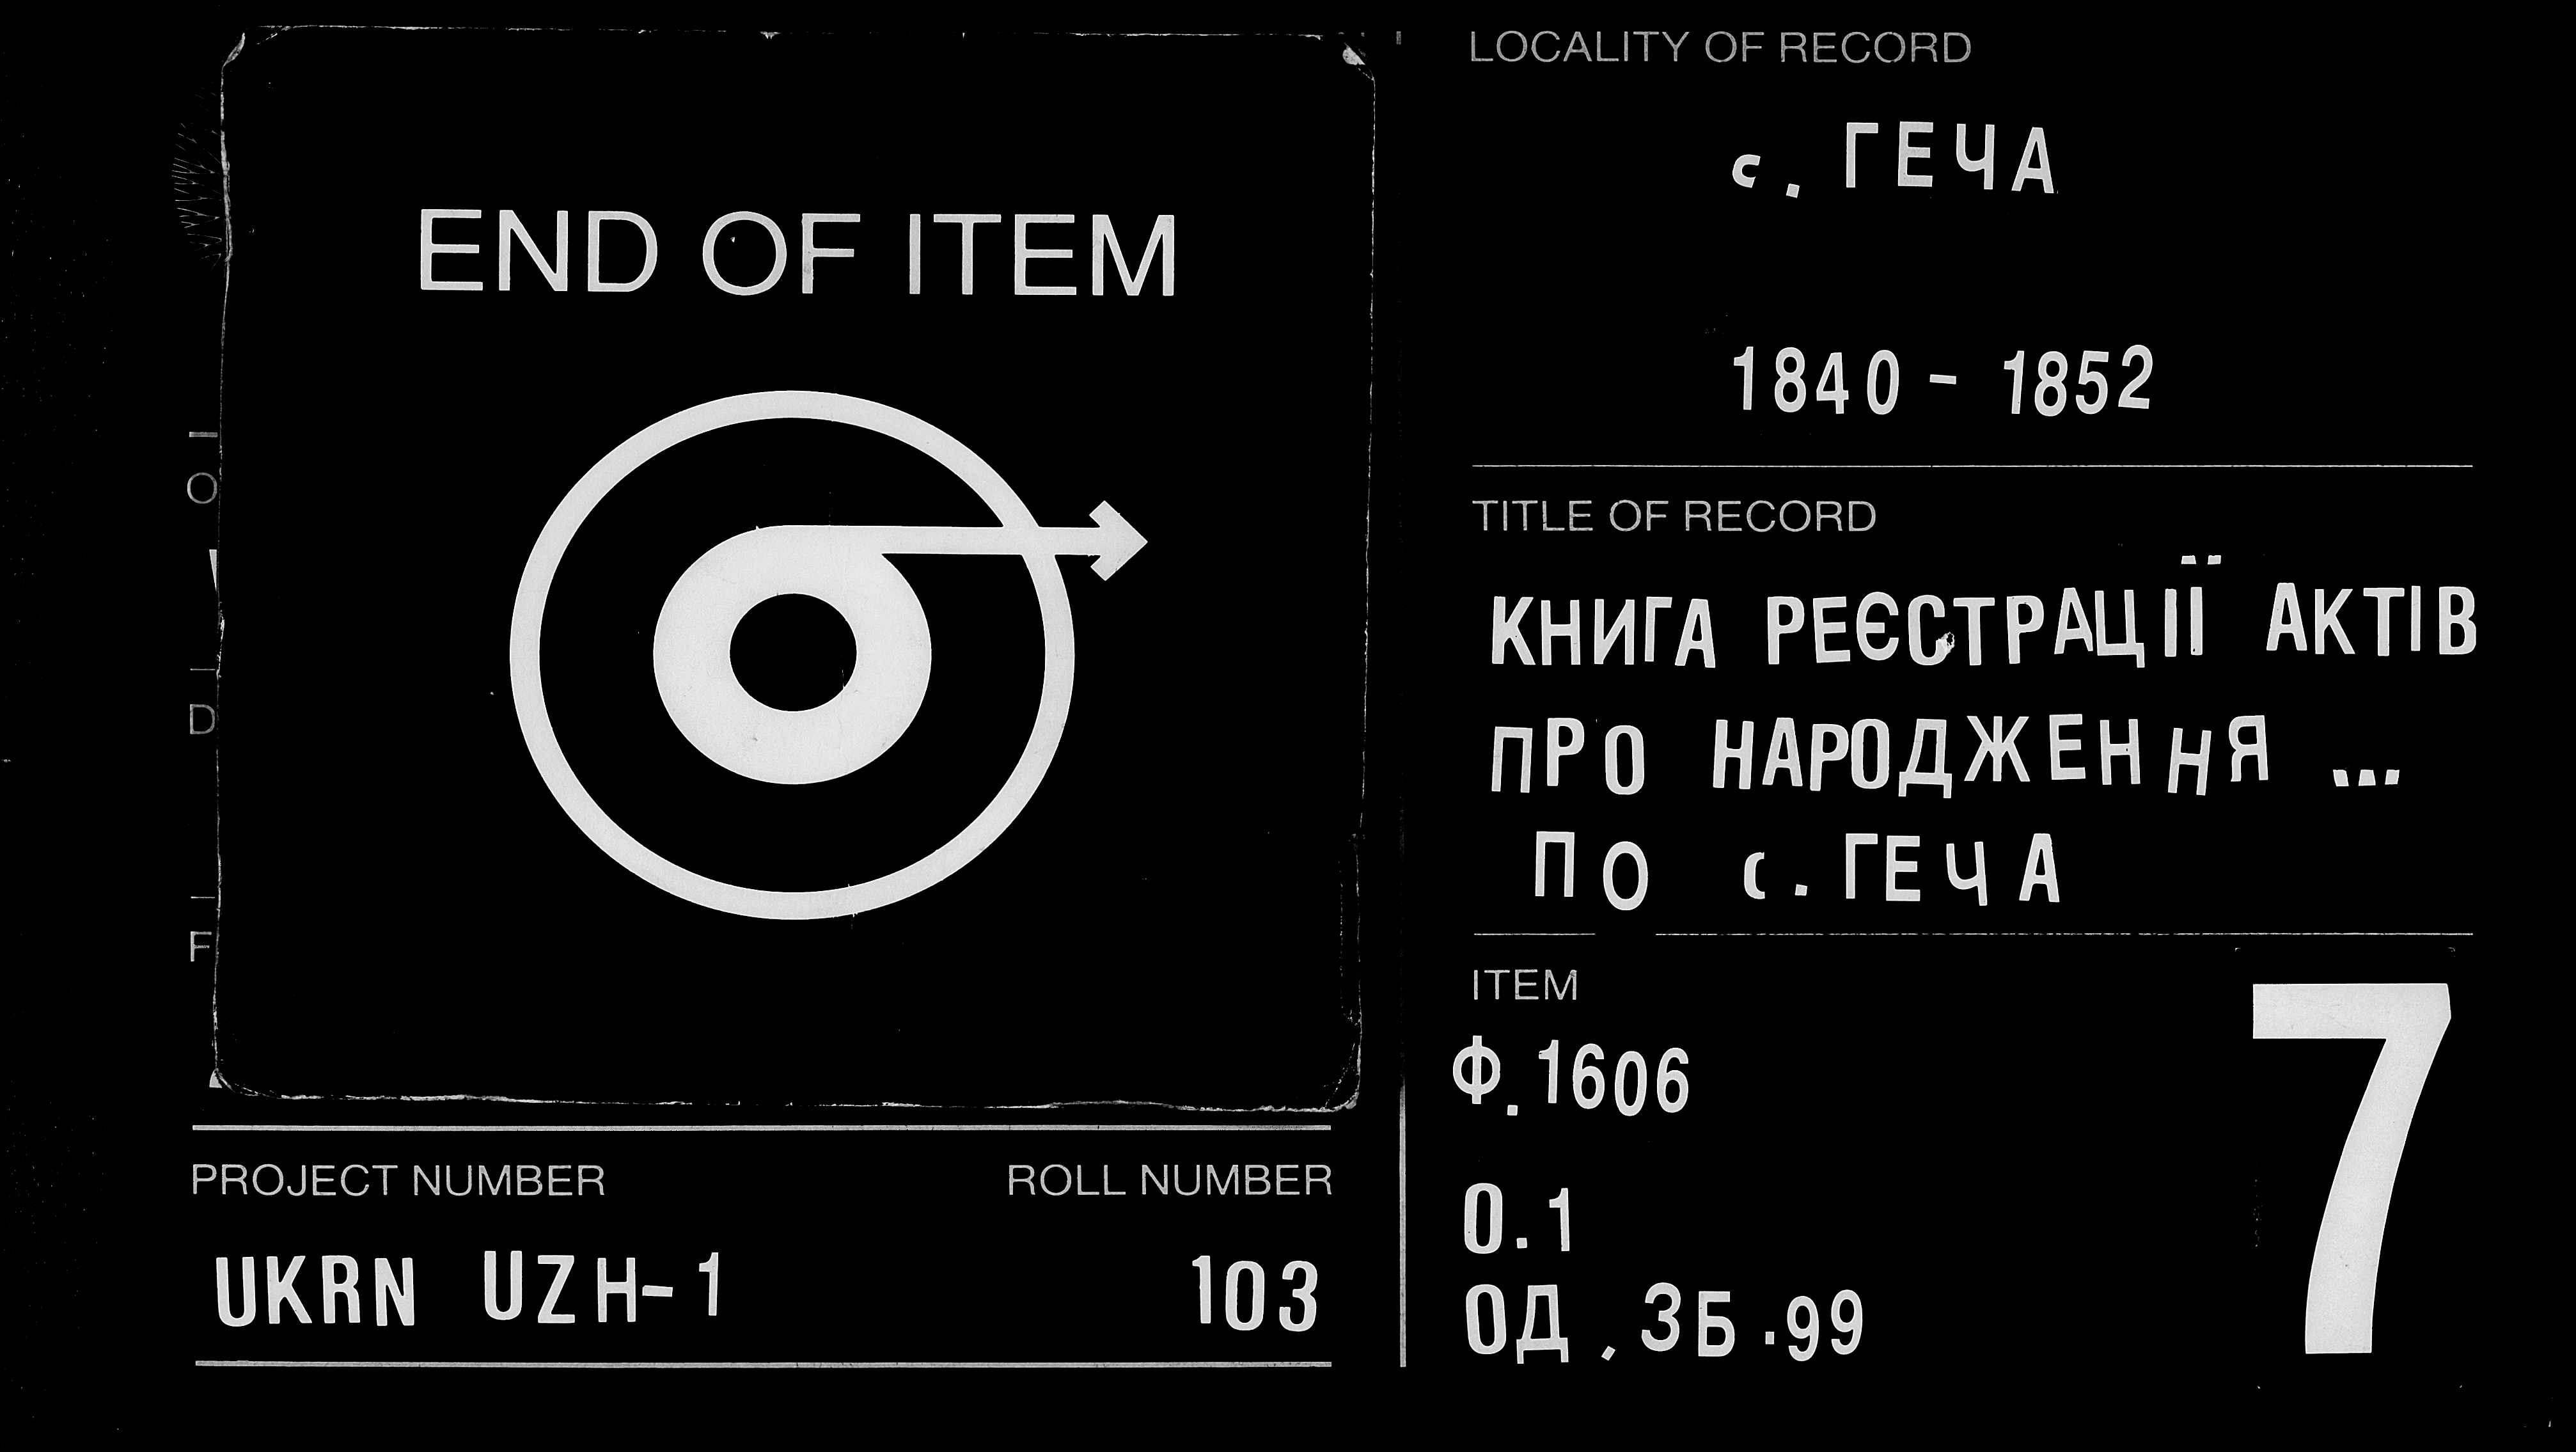 END OF ITEM
PROJECT NUMBER
ROLL NUMBER
UKRN UZH-1
103
LOCALITY OF RECORD
с. ГЕЧА
1840 - 1852
TITLE OF RECORD
КНИГА РЕЄСТРАЦІЇ АКТІВ
ПРО НАРОДЖЕННЯ ...
ПО с. ГЕЧА
ITEM
Ф. 1606
О.1
ОД. ЗБ.99
7